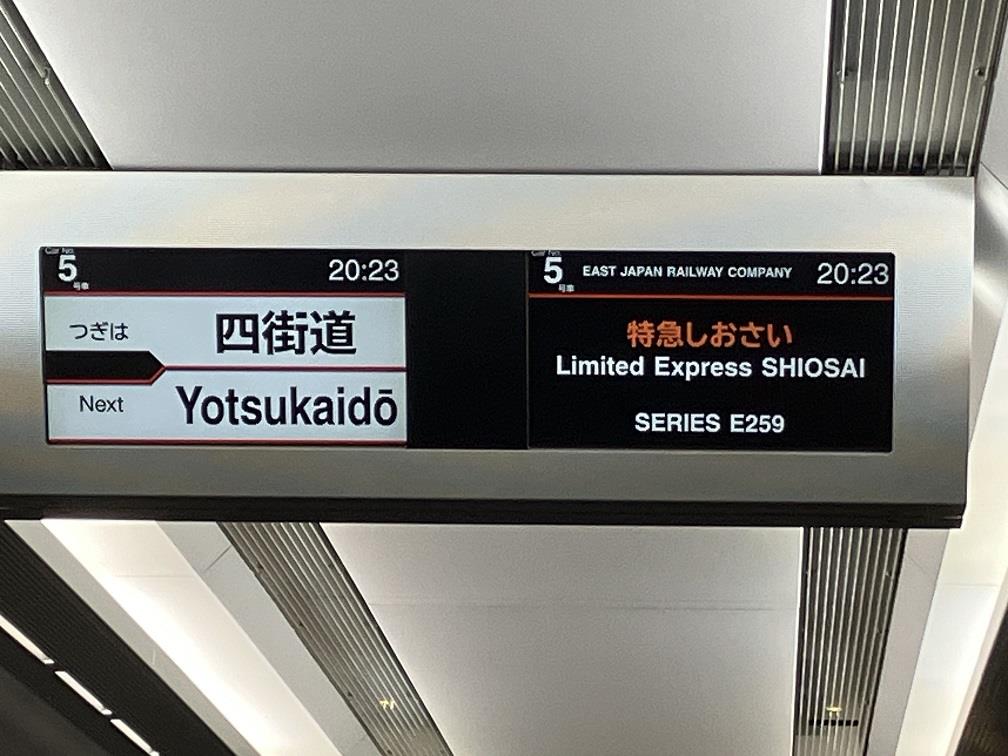 Car No.
5
号車
20:23
つぎは
四街道
Next
Yotsukaidō
Car No.
5
号車
EAST JAPAN RAILWAY COMPANY
20:23
特急しおさい
Limited Express SHIOSAI
SERIES E259